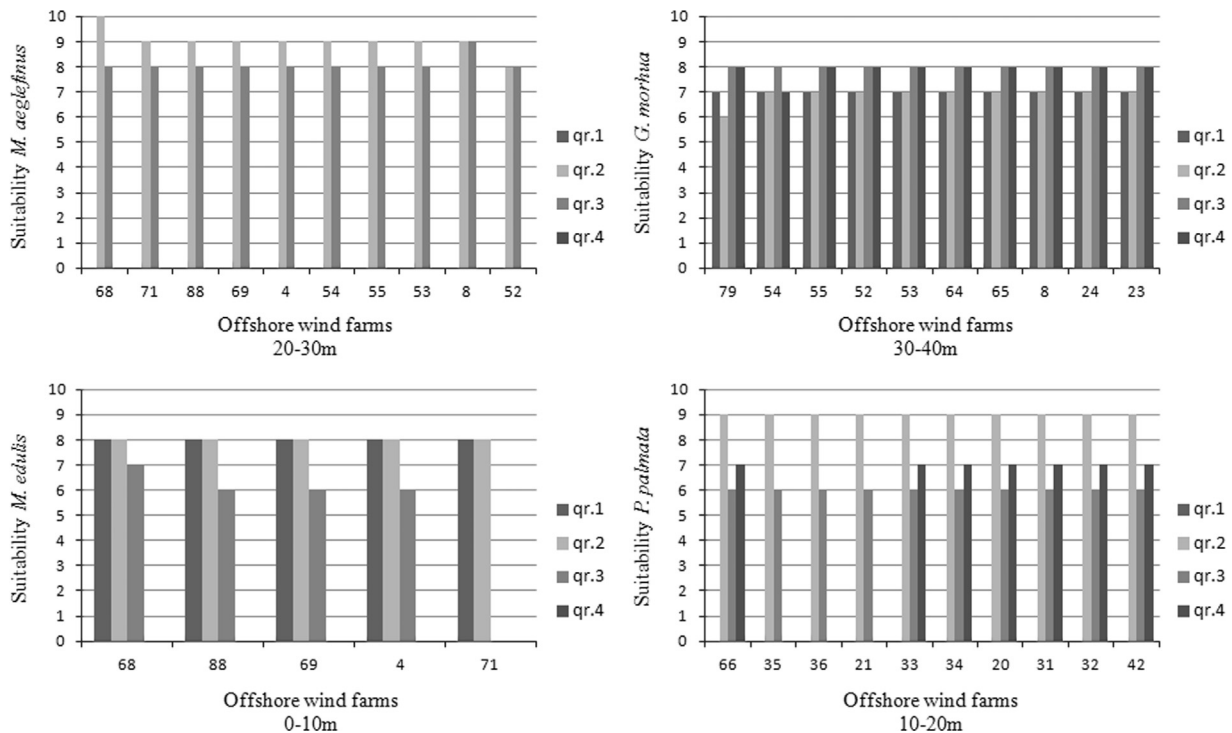 Suitability M. aeglefinus
10
9
8
7
6
5
4
3
2
1
0
68 71 88 69 4 54 55 53 8 52
Offshore wind farms
20-30m
qr.1
qr.2
qr.3
qr.4
Suitability G. morhua
10
9
8
7
6
5
4
3
2
1
0
79 54 55 52 53 64 65 8 24 23
Offshore wind farms
30-40m
qr.1
qr.2
qr.3
qr.4
Suitability M. edulis
10
9
8
7
6
5
4
3
2
1
0
68 88 69 4 71
Offshore wind farms
0-10m
qr.1
qr.2
qr.3
qr.4
Suitability P. palmata
10
9
8
7
6
5
4
3
2
1
0
66 35 36 21 33 34 20 31 32 42
Offshore wind farms
10-20m
qr.1
qr.2
qr.3
qr.4